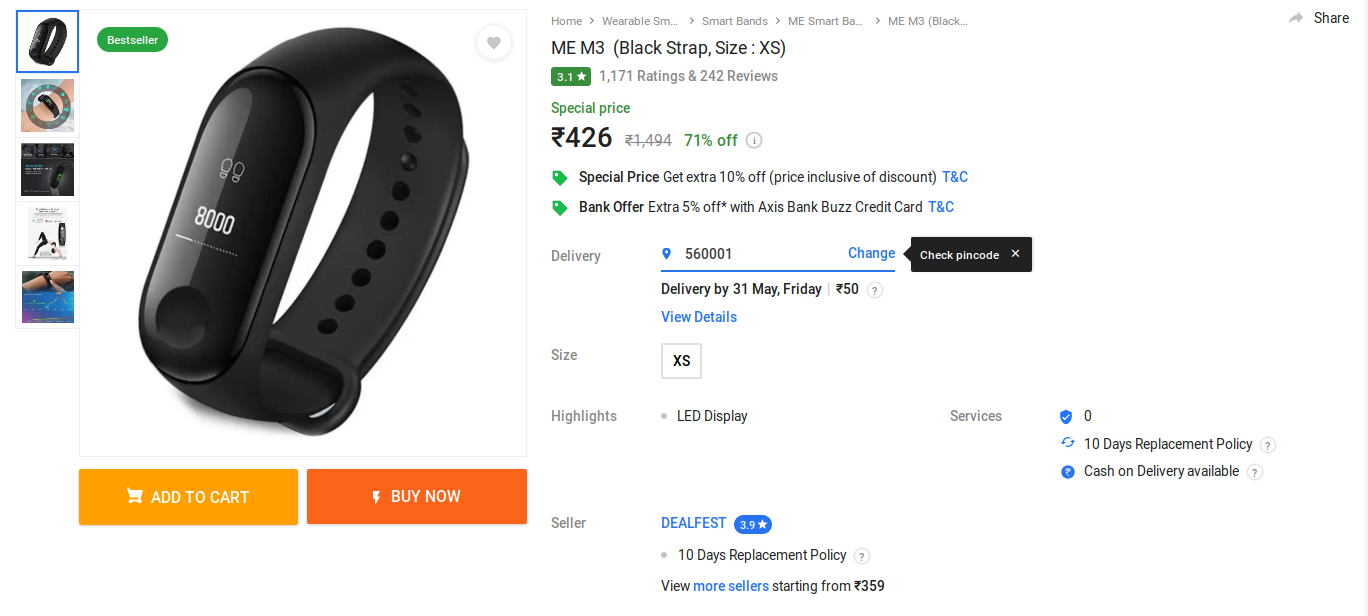 Bestseller
8000
ADD TO CART
BUY NOW
Home > Wearable Sm... > Smart Bands > ME Smart Ba... > ME M3 (Black...
Share
ME M3 (Black Strap, Size : XS)
3.1 ★ 1,171 Ratings & 242 Reviews
Special price
₹426 ₹1,494 71% off i
Special Price Get extra 10% off (price inclusive of discount) T&C
Bank Offer Extra 5% off* with Axis Bank Buzz Credit Card T&C
Delivery 560001 Change Check pincode ✕
Delivery by 31 May, Friday | ₹50 ?
View Details
Size XS
Highlights • LED Display
Services 0
10 Days Replacement Policy ?
₹ Cash on Delivery available ?
Seller DEALFEST 3.9 ★
• 10 Days Replacement Policy ?
View more sellers starting from ₹359